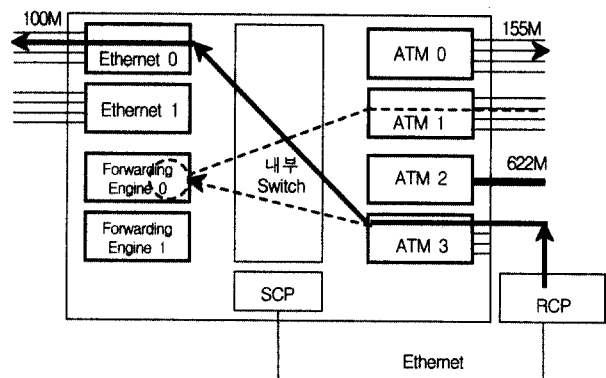 100M
155M
Ethernet 0
ATM 0
Ethernet 1
ATM 1
내부
Switch
Forwarding
Engine 0
ATM 2
622M
Forwarding
Engine 1
ATM 3
SCP
RCP
Ethernet